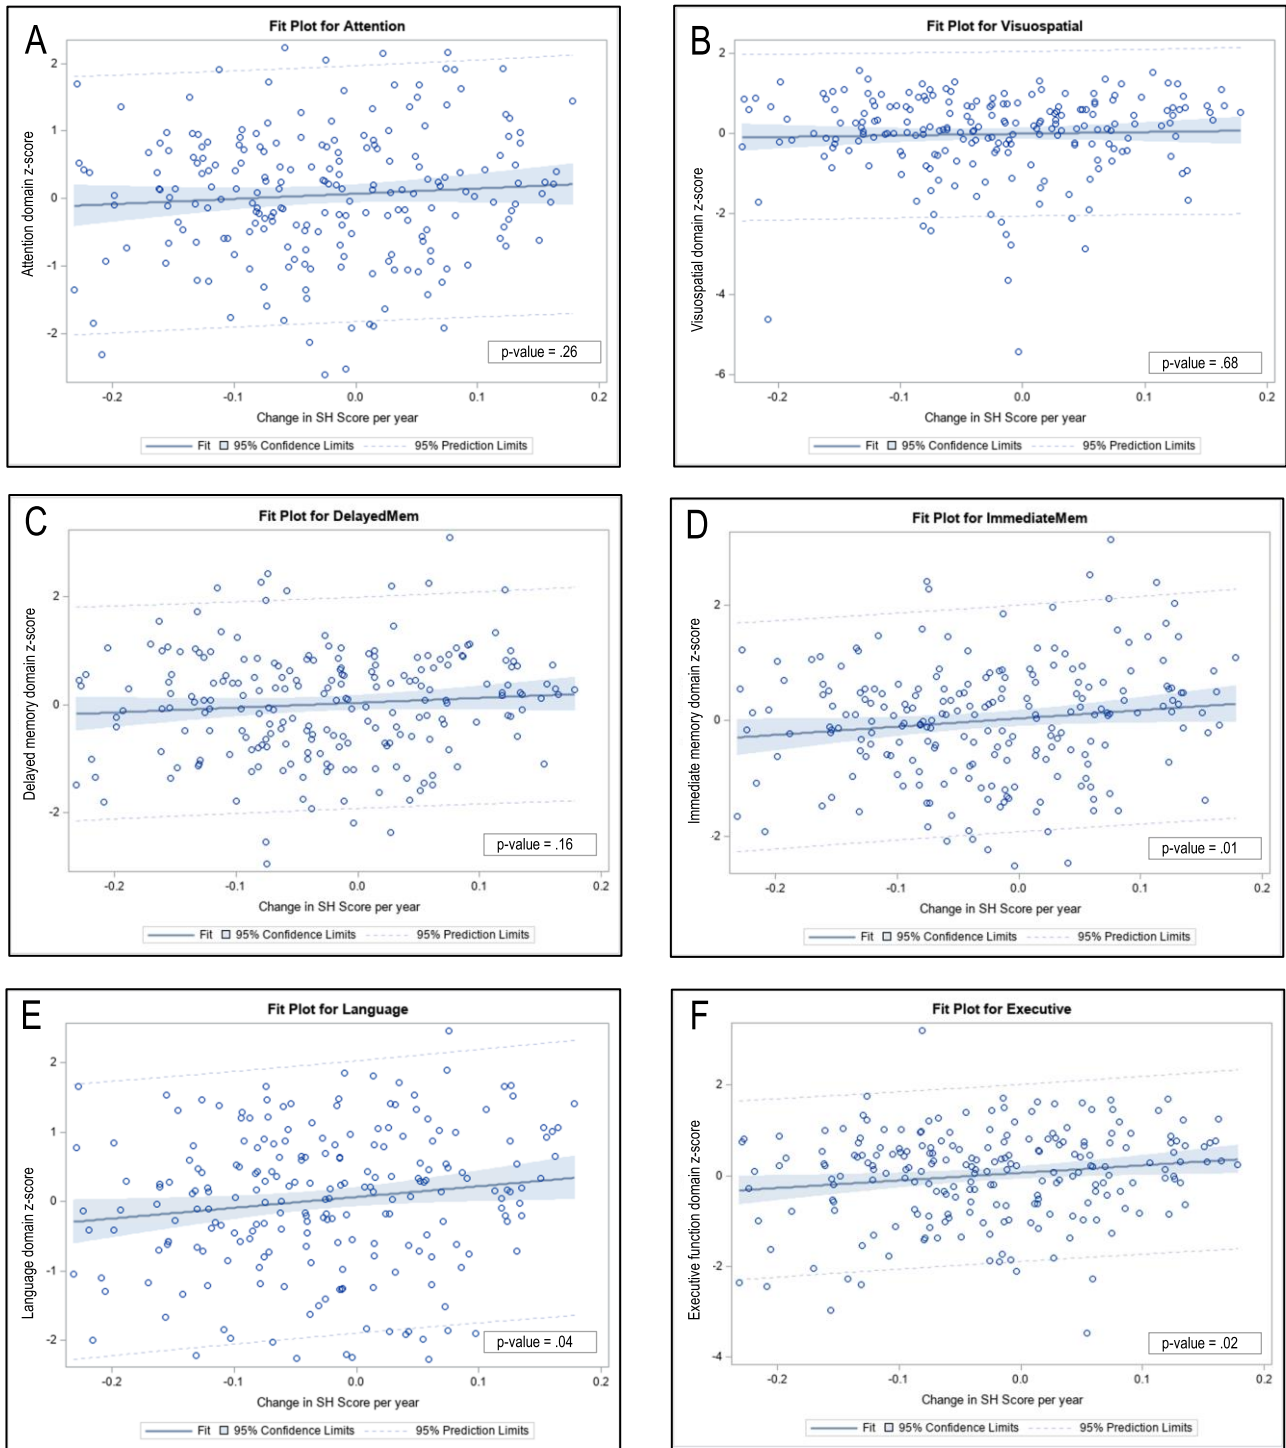 A
Fit Plot for Attention
Attention domain z-score
2
1
0
-1
-2
p-value = .26
-0.2 -0.1 0.0 0.1 0.2
Change in SH Score per year
Fit 95% Confidence Limits 95% Prediction Limits
B
Fit Plot for Visuospatial
Visuospatial domain z-score
2
0
-2
-4
-6
p-value = .68
-0.2 -0.1 0.0 0.1 0.2
Change in SH Score per year
Fit 95% Confidence Limits 95% Prediction Limits
C
Fit Plot for DelayedMem
Delayed memory domain z-score
2
0
-2
p-value = .16
-0.2 -0.1 0.0 0.1 0.2
Change in SH Score per year
Fit 95% Confidence Limits 95% Prediction Limits
D
Fit Plot for ImmediateMem
Immediate memory domain z-score
2
0
-2
p-value = .01
-0.2 -0.1 0.0 0.1 0.2
Change in SH Score per year
Fit 95% Confidence Limits 95% Prediction Limits
E
Fit Plot for Language
Language domain z-score
2
1
0
-1
-2
p-value = .04
-0.2 -0.1 0.0 0.1 0.2
Change in SH Score per year
Fit 95% Confidence Limits 95% Prediction Limits
F
Fit Plot for Executive
Executive function domain z-score
2
0
-2
-4
p-value = .02
-0.2 -0.1 0.0 0.1 0.2
Change in SH Score per year
Fit 95% Confidence Limits 95% Prediction Limits